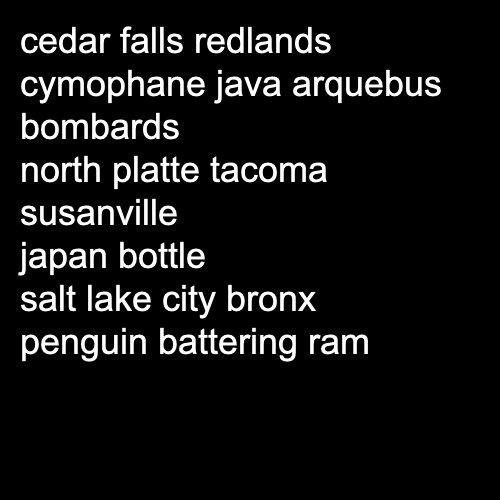 cedar falls redlands
cymophane java arquebus
bombards
north platte tacoma
susanville
japan bottle
salt lake city bronx
penguin battering ram